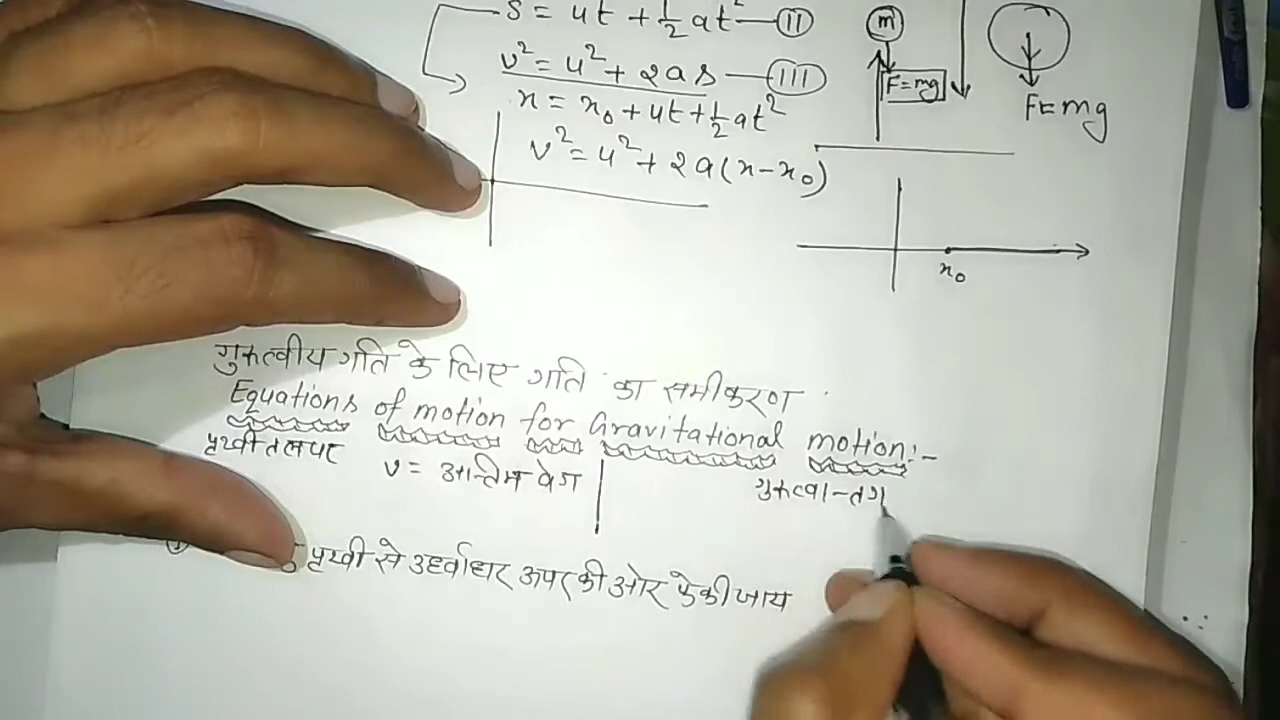 S = ut + ½at² — II
v² = u² + 2as — III
x = x₀ + ut + ½at²
v² = u² + 2a(x-x₀)
m
F=mg
F=mg
x₀
गुरुत्वीय गति के लिए गति का समीकरण
Equations of motion for Gravitational motion:-
पृथ्वी तल पर
v = अन्तिम वेग
पृथ्वी से उर्ध्वाधर ऊपर की ओर फेंकी जाय